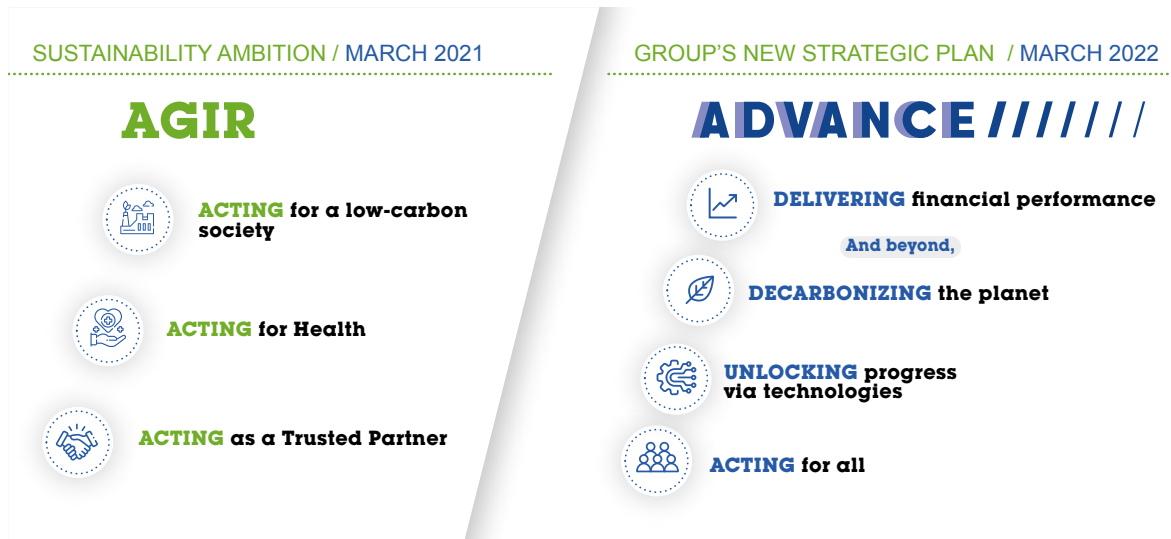 SUSTAINABILITY AMBITION / MARCH 2021
AGIR
ACTING for a low-carbon
society
ACTING for Health
ACTING as a Trusted Partner
GROUP'S NEW STRATEGIC PLAN / MARCH 2022
ADVANCE ///////
DELIVERING financial performance
And beyond,
DECARBONIZING the planet
UNLOCKING progress
via technologies
ACTING for all